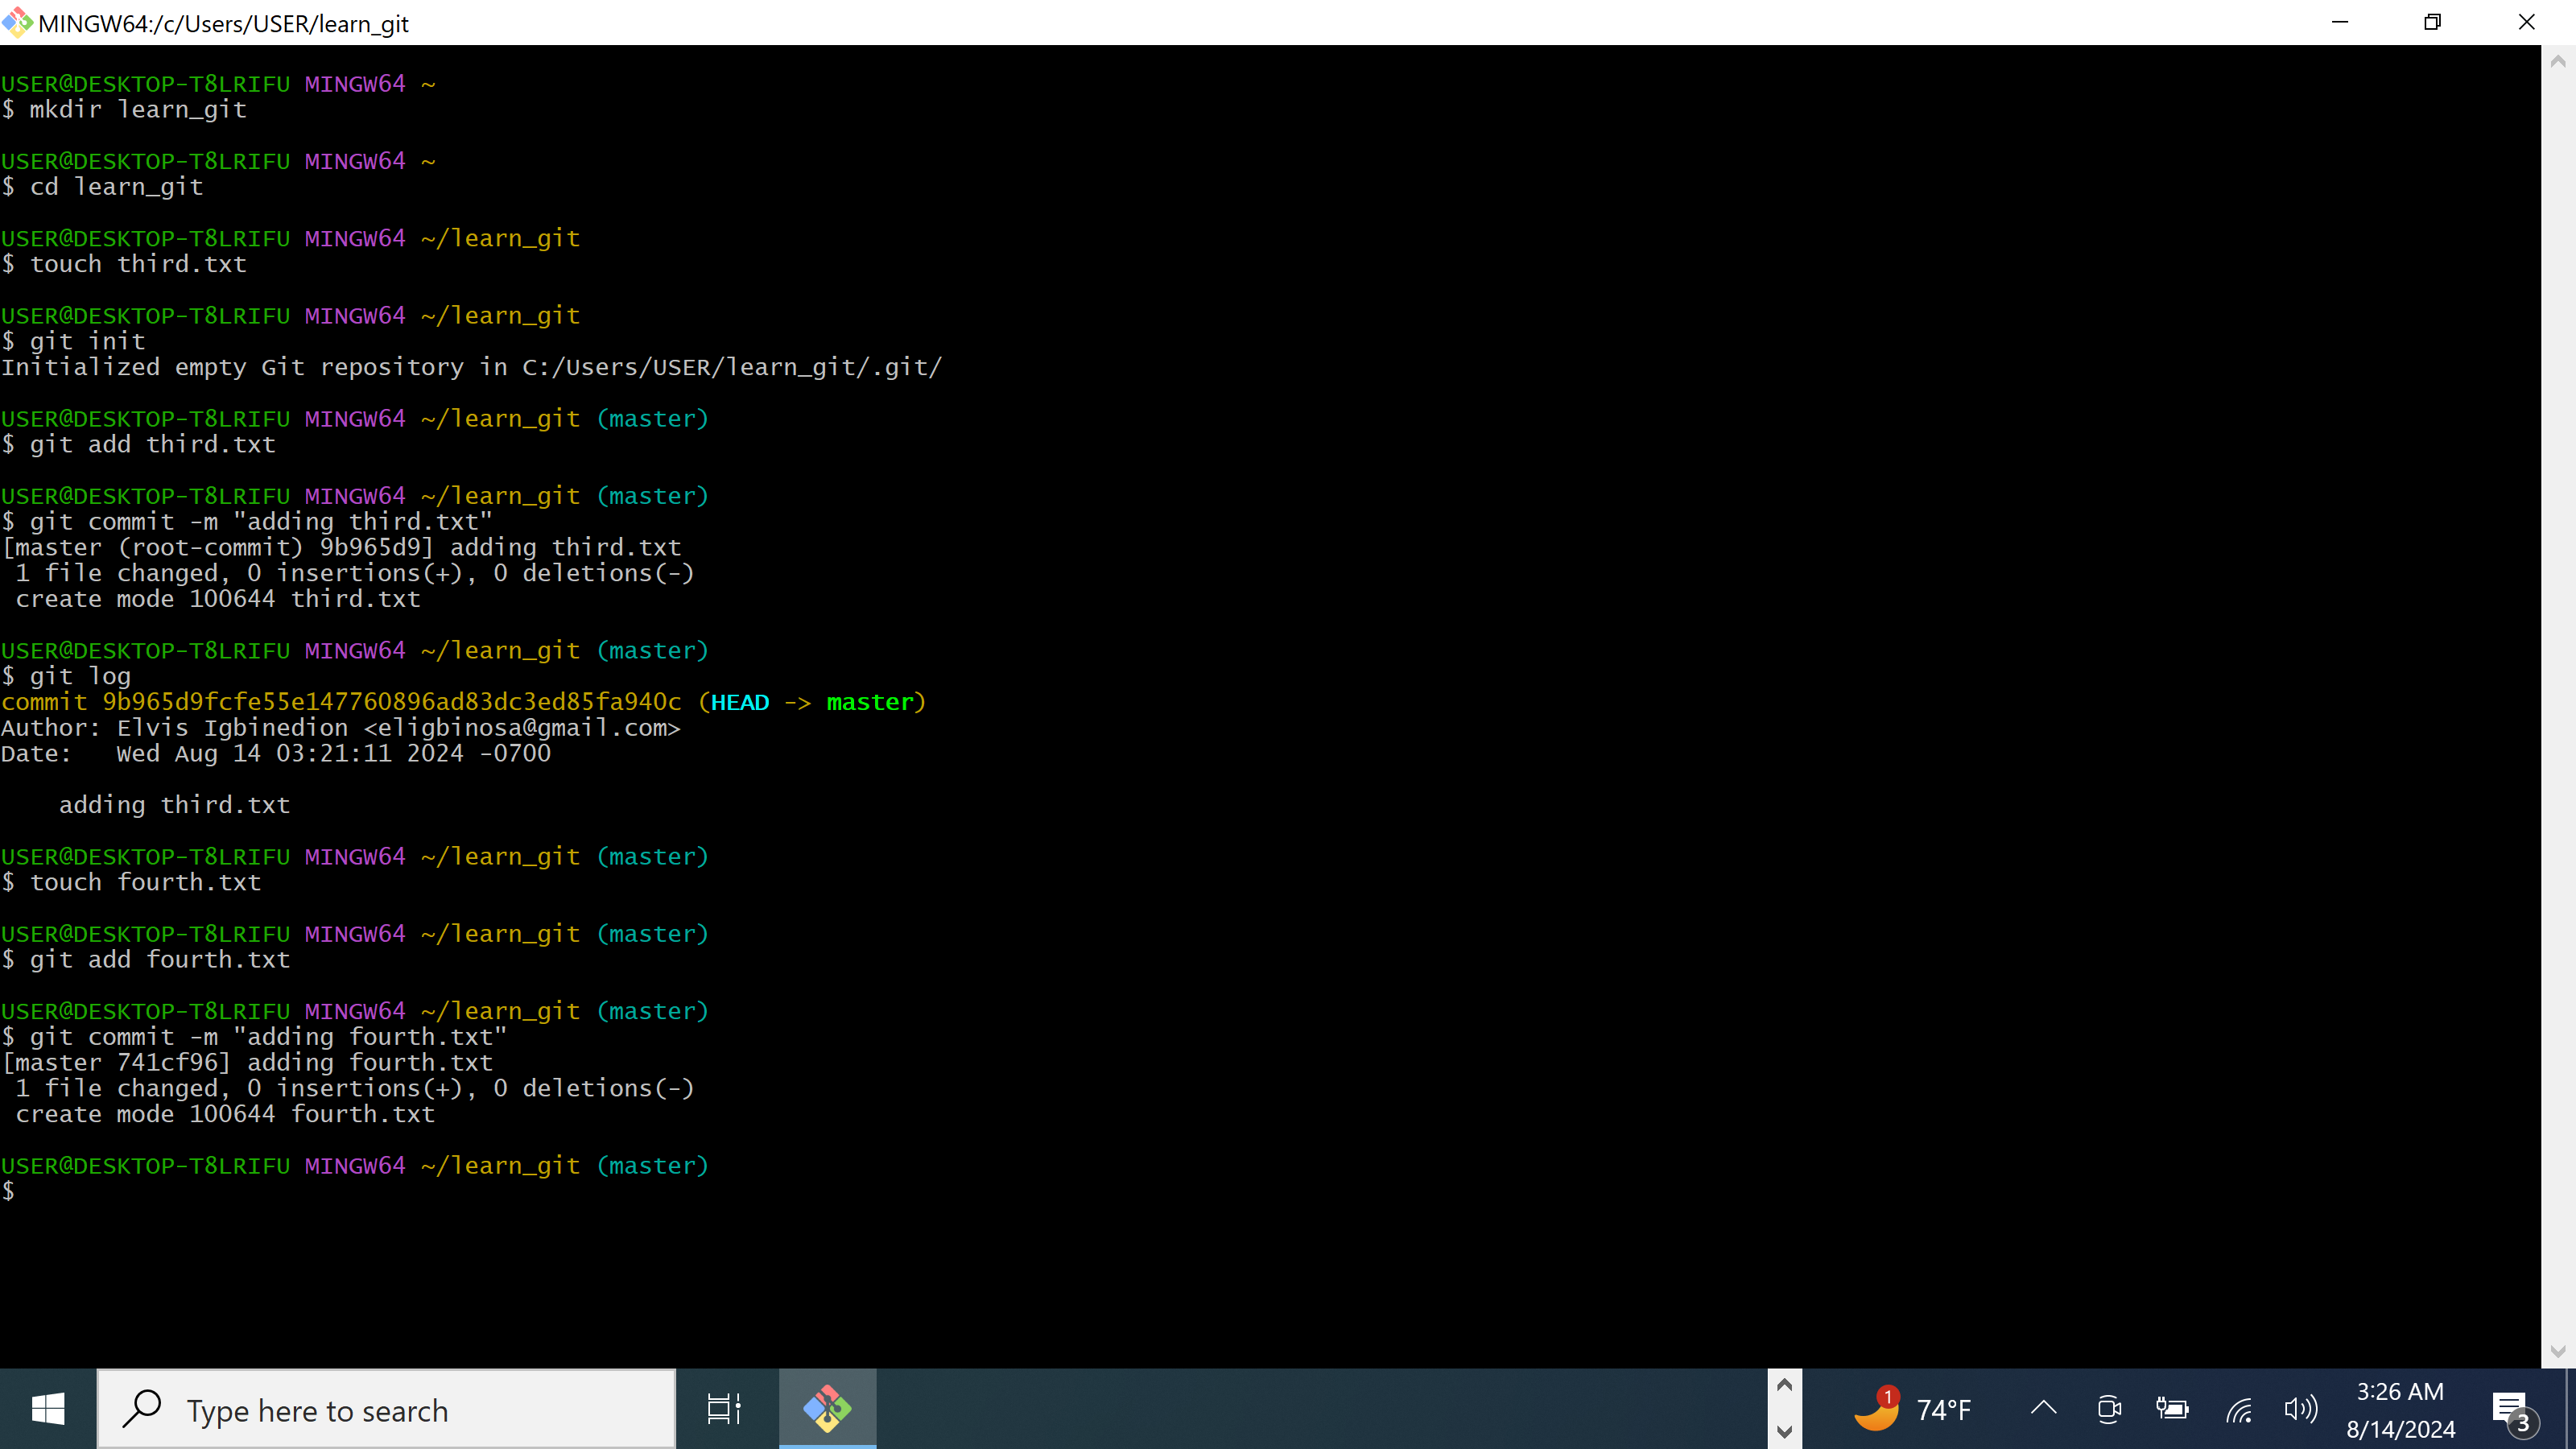 MINGW64:/c/Users/USER/learn_git
USER@DESKTOP-T8LRIFU MINGW64 ~
$ mkdir learn_git
USER@DESKTOP-T8LRIFU MINGW64 ~
$ cd learn_git
USER@DESKTOP-T8LRIFU MINGW64 ~/learn_git
$ touch third.txt
USER@DESKTOP-T8LRIFU MINGW64 ~/learn_git
$ git init
Initialized empty Git repository in C:/Users/USER/learn_git/.git/
USER@DESKTOP-T8LRIFU MINGW64 ~/learn_git (master)
$ git add third.txt
USER@DESKTOP-T8LRIFU MINGW64 ~/learn_git (master)
$ git commit -m "adding third.txt"
[master (root-commit) 9b965d9] adding third.txt
 1 file changed, 0 insertions(+), 0 deletions(-)
 create mode 100644 third.txt
USER@DESKTOP-T8LRIFU MINGW64 ~/learn_git (master)
$ git log
commit 9b965d9fcfe55e147760896ad83dc3ed85fa940c (HEAD -> master)
Author: Elvis Igbinedion <eligbinosa@gmail.com>
Date:   Wed Aug 14 03:21:11 2024 -0700
    adding third.txt
USER@DESKTOP-T8LRIFU MINGW64 ~/learn_git (master)
$ touch fourth.txt
USER@DESKTOP-T8LRIFU MINGW64 ~/learn_git (master)
$ git add fourth.txt
USER@DESKTOP-T8LRIFU MINGW64 ~/learn_git (master)
$ git commit -m "adding fourth.txt"
[master 741cf96] adding fourth.txt
 1 file changed, 0 insertions(+), 0 deletions(-)
 create mode 100644 fourth.txt
USER@DESKTOP-T8LRIFU MINGW64 ~/learn_git (master)
$
Type here to search
1
74°F
3:26 AM
8/14/2024
3